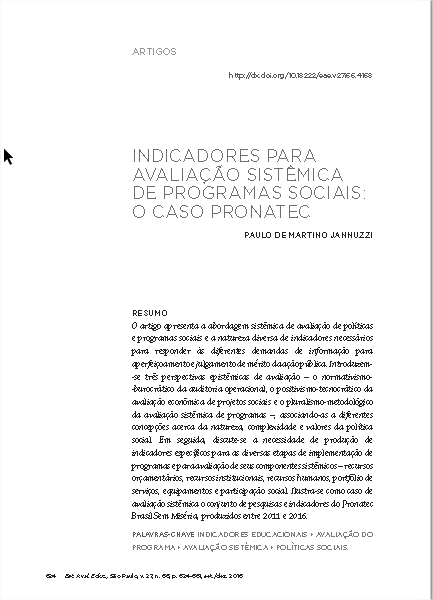 ARTIGOS
http://dx.doi.org/10.18222/eae.v27i66.4168
INDICADORES PARA
AVALIAÇÃO SISTÊMICA
DE PROGRAMAS SOCIAIS:
O CASO PRONATEC
PAULO DE MARTINO JANNUZZI
RESUMO
O artigo apresenta a abordagem sistêmica de avaliação de políticas
e programas sociais e a natureza diversa de indicadores necessários
para responder às diferentes demandas de informação para
aperfeiçoamento e julgamento de mérito da ação pública. Introduzem-
-se três perspectivas epistêmicas de avaliação – o normativismo-
-burocrático da auditoria operacional, o positivismo-tecnocrático da
avaliação econômica de projetos sociais e o pluralismo-metodológico
da avaliação sistêmica de programas –, associando-as a diferentes
concepções acerca da natureza, complexidade e valores da política
social. Em seguida, discute-se a necessidade de produção de
indicadores específicos para as diversas etapas de implementação de
programas e para avaliação de seus componentes sistêmicos – recursos
orçamentários, recursos institucionais, recursos humanos, portfólio de
serviços, equipamentos e participação social. Ilustra-se como caso de
avaliação sistêmica o conjunto de pesquisas e indicadores do Pronatec
Brasil Sem Miséria, produzidos entre 2011 e 2016.
PALAVRAS-CHAVE INDICADORES EDUCACIONAIS • AVALIAÇÃO DO
PROGRAMA • AVALIAÇÃO SISTÊMICA • POLÍTICAS SOCIAIS.
624 Est. Aval. Educ., São Paulo, v. 27, n. 66, p. 624-661, set./dez. 2016